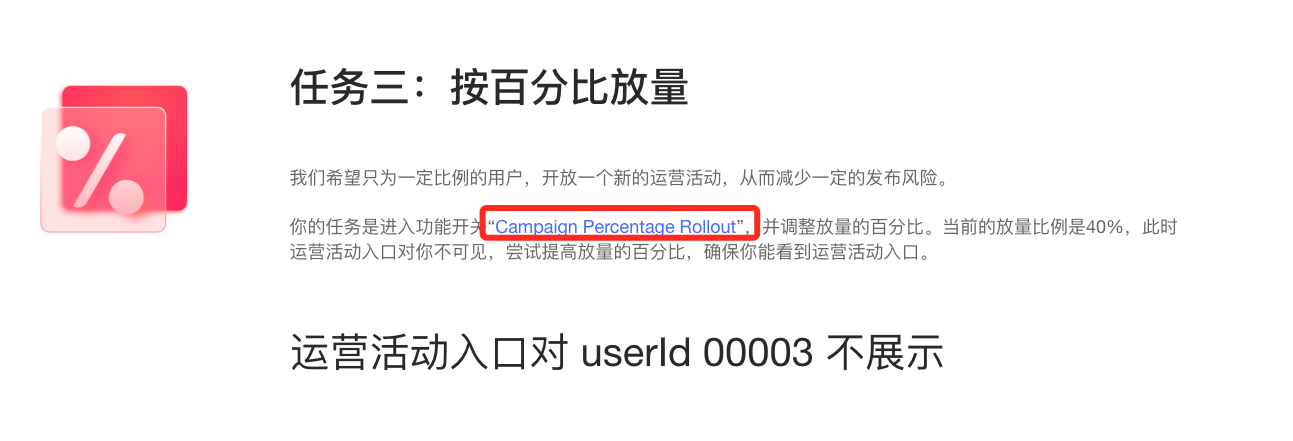 任务三：按百分比放量
我们希望只为一定比例的用户，开放一个新的运营活动，从而减少一定的发布风险。
你的任务是进入功能开关“Campaign Percentage Rollout”，并调整放量的百分比。当前的放量比例是40%，此时
运营活动入口对你不可见，尝试提高放量的百分比，确保你能看到运营活动入口。
运营活动入口对 userId 00003 不展示